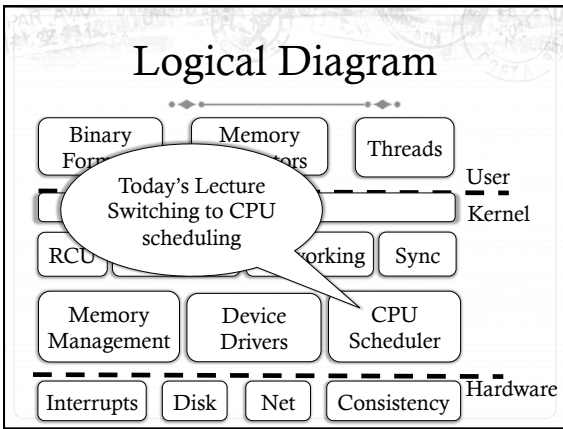 Logical Diagram
Binary
Memory
Threads
User
Today's Lecture
Switching to CPU
scheduling
Kernel
RCU
Sync
Memory
Management
Device
Drivers
CPU
Scheduler
Hardware
Interrupts
Disk
Net
Consistency